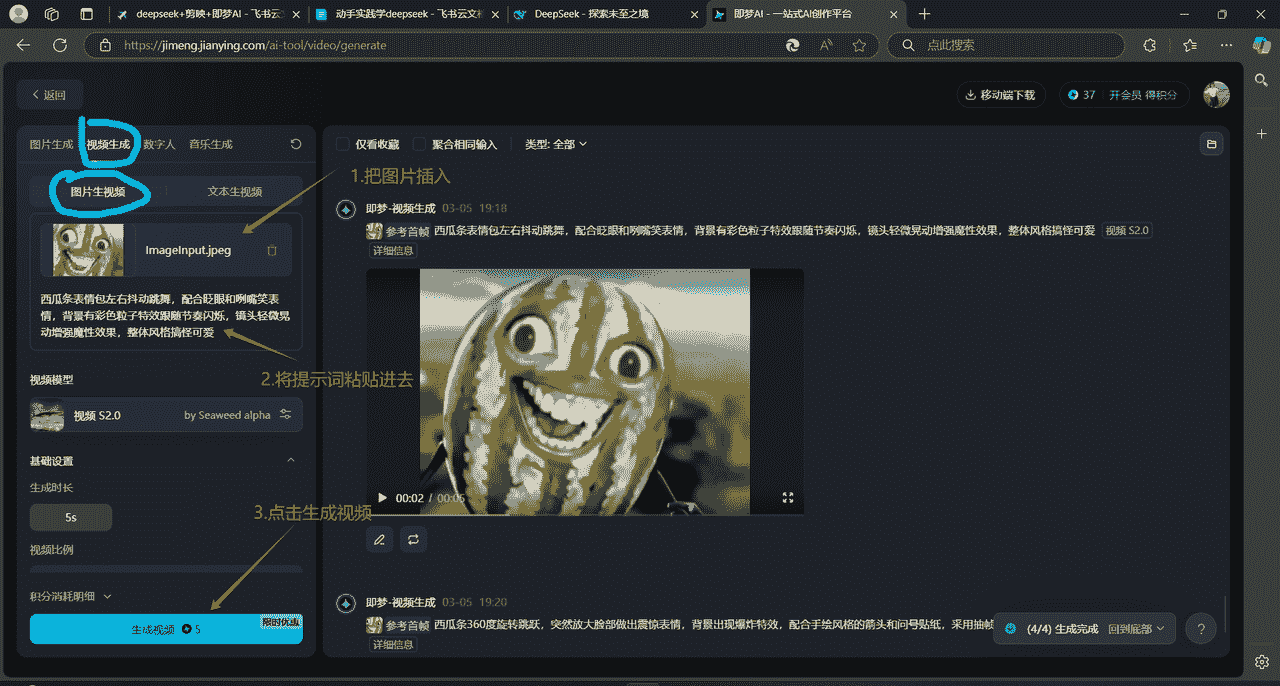 deepseek+剪映+即梦AI - 飞书云文
动手实践学deepseek - 飞书云文档
DeepSeek - 探索未至之境
即梦AI - 一站式AI创作平台
https://jimeng.jianying.com/ai-tool/video/generate
点此搜索
返回
移动端下载
37
开会员 得积分
图片生成
视频生成
数字人
音乐生成
仅看收藏
聚合相同输入
类型: 全部
图片生视频
文本生视频
1.把图片插入
即梦-视频生成 03-05 19:18
参考首帧 西瓜条表情包左右抖动跳舞，配合眨眼和咧嘴笑表情，背景有彩色粒子特效跟随节奏闪烁，镜头轻微晃动增强魔性效果，整体风格搞怪可爱 视频 S2.0
详细信息
ImageInput.jpeg
西瓜条表情包左右抖动跳舞，配合眨眼和咧嘴笑表
情，背景有彩色粒子特效跟随节奏闪烁，镜头轻微晃
动增强魔性效果，整体风格搞怪可爱
2.将提示词粘贴进去
视频模型
视频 S2.0
by Seaweed alpha
基础设置
生成时长
5s
00:02 / 00:05
3.点击生成视频
视频比例
积分消耗明细
生成视频 5
限时优惠
即梦-视频生成 03-05 19:20
参考首帧 西瓜条360度旋转跳跃，突然放大脸部做出震惊表情，背景出现爆炸特效，配合手绘风格的箭头和问号贴纸，采用抽帧
详细信息
(4/4) 生成完成 回到底部
?